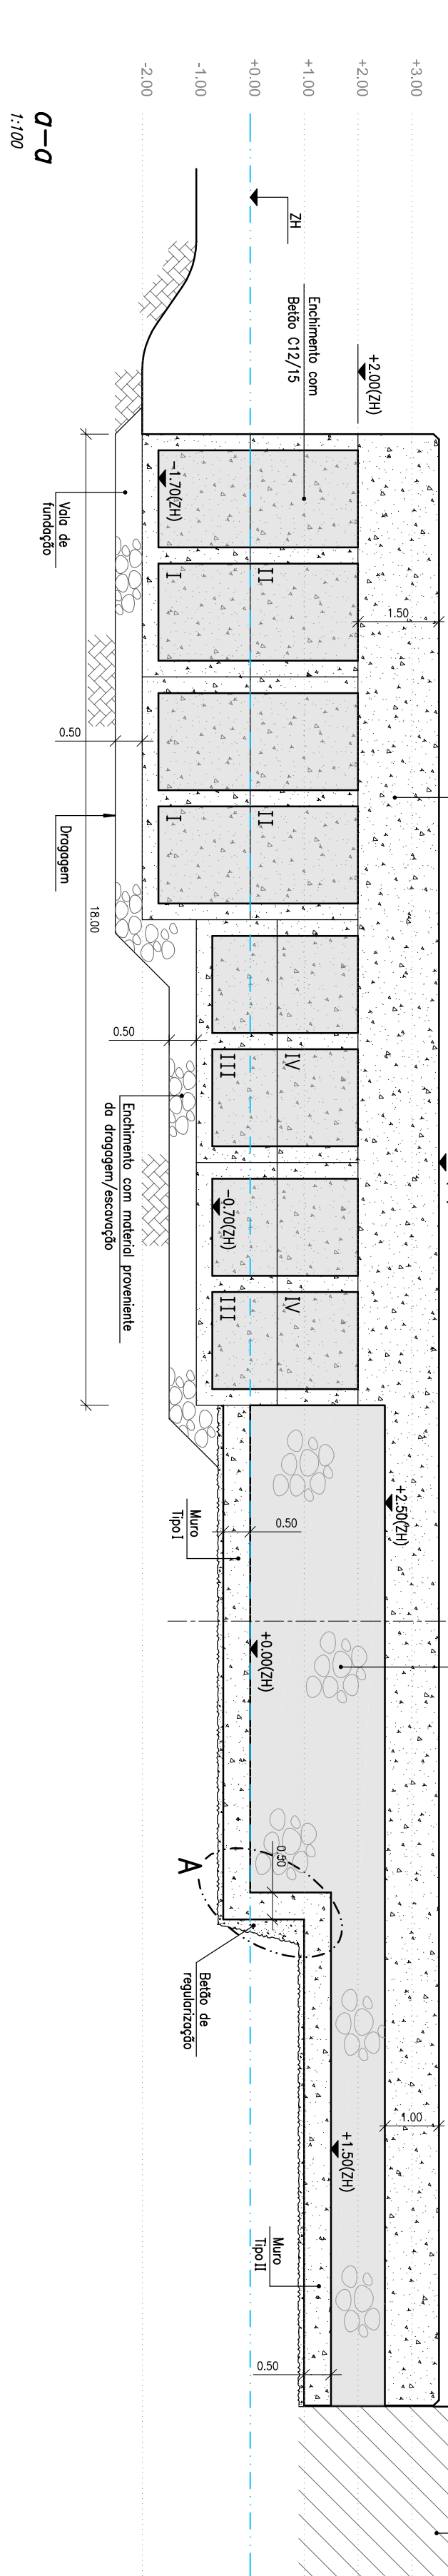 +3.00
+2.00
+1.00
+0.00
-1.00
-2.00
a-a
1:100
ZH
Enchimento com
Betão C12/15
+2.00(ZH)
-1.70(ZH)
Vala de
fundação
I
II
1.50
0.50
Dragagem
I
II
18.00
0.50
III
IV
Enchimento com material proveniente
da dragagem/escavação
-0.70(ZH)
III
IV
+2.50(ZH)
0.50
Muro
Tipo I
+0.00(ZH)
0.50
A
Betão de
regularização
1.00
+1.50(ZH)
Muro
Tipo II
0.50